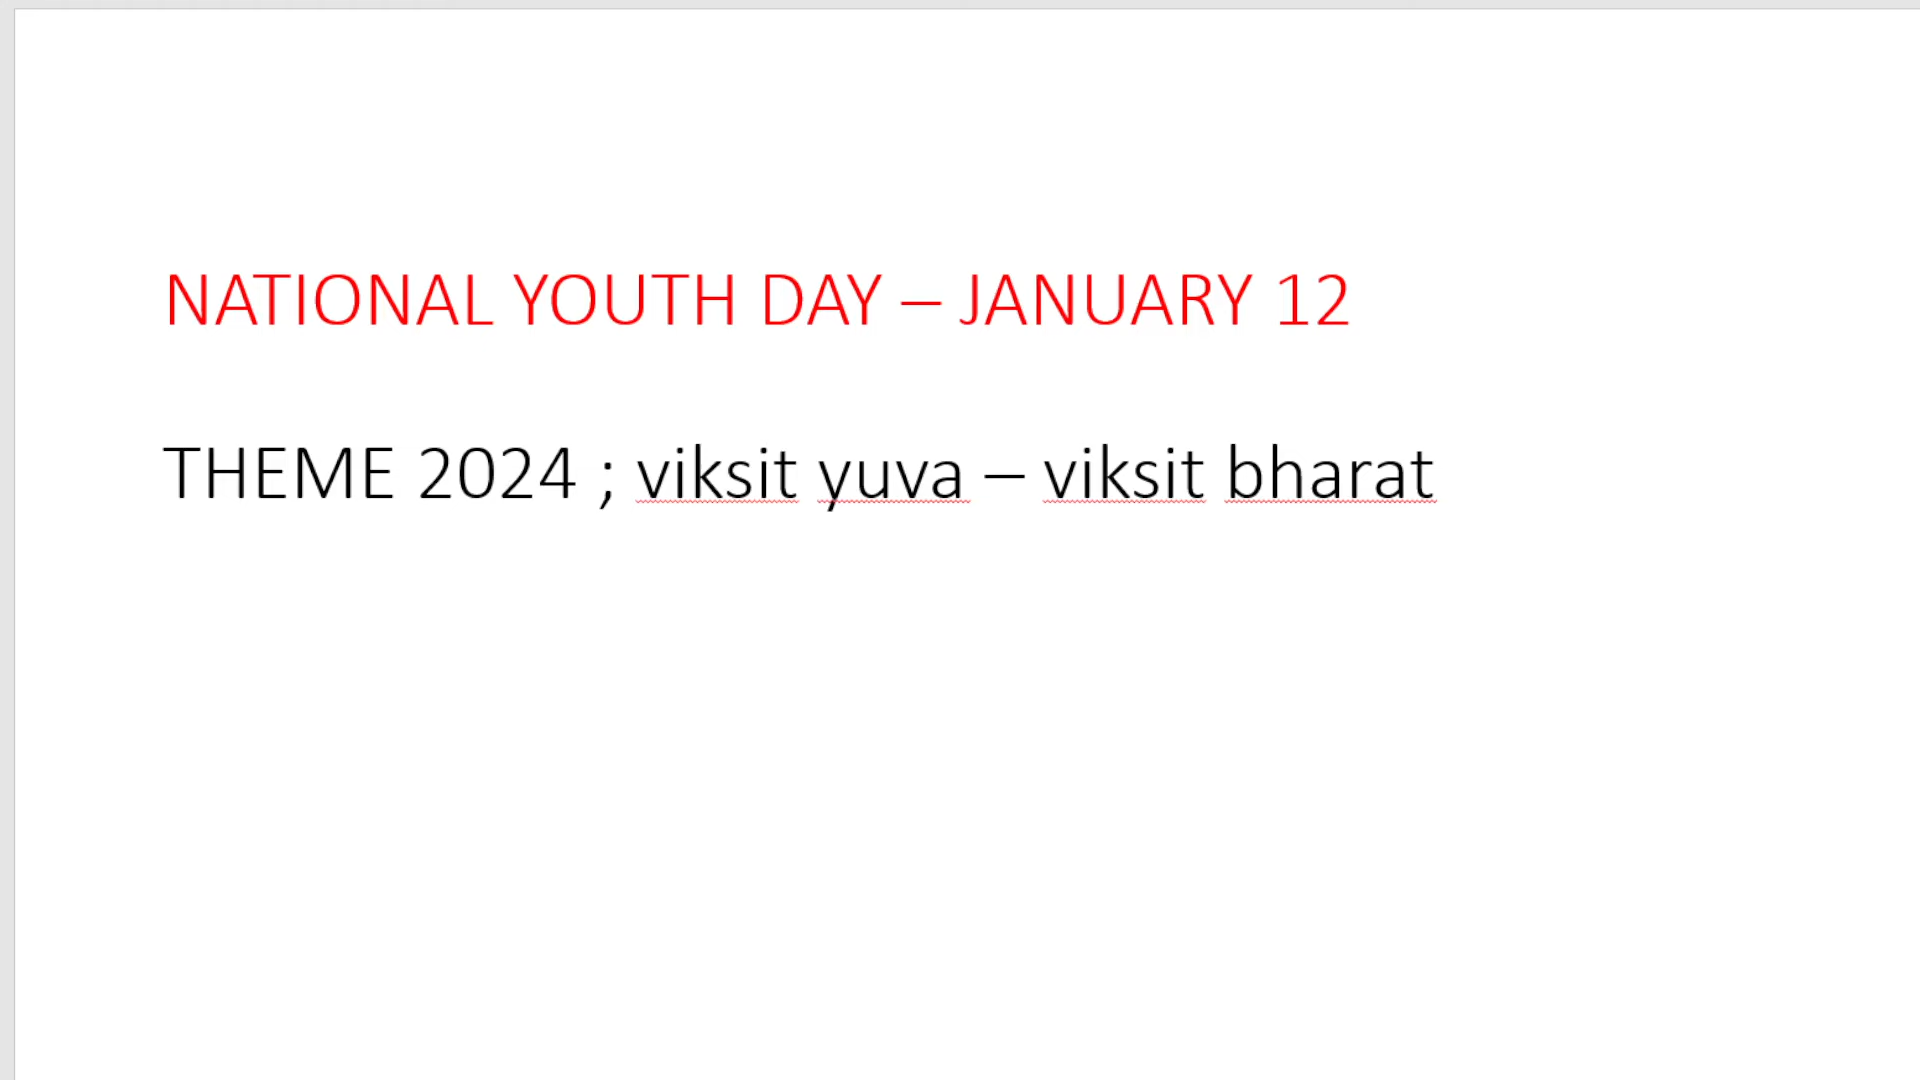 NATIONAL YOUTH DAY – JANUARY 12
THEME 2024 ; viksit yuva – viksit bharat